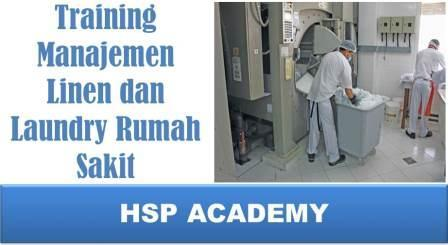 Training
Manajemen
Linen dan
Laundry Rumah
Sakit
HSP ACADEMY